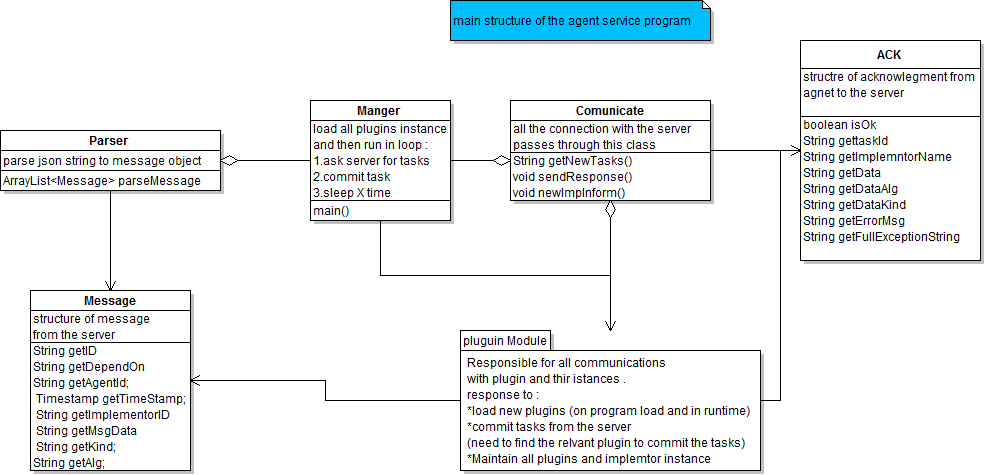 main structure of the agent service program
Parser
parse json string to message object
ArrayList<Message> parseMessage
Manger
load all plugins instance
and then run in loop :
1.ask server for tasks
2.commit task
3.sleep X time
main()
Comunicate
all the connection with the server
passes through this class
String getNewTasks()
void sendResponse()
void newImpInform()
ACK
structre of acknowlegment from
agnet to the server
boolean isOk
String gettaskId
String getImplemntorName
String getData
String getDataAlg
String getDataKind
String getErrorMsg
String getFullExceptionString
Message
structure of message
from the server
String getID
String getDependOn
String getAgentId;
Timestamp getTimeStamp;
String getImplementorID
String getMsgData
String getKind;
String getAlg;
pluguin Module
Responsible for all communications
with plugin and thir istances .
response to :
*load new plugins (on program load and in runtime)
*commit tasks from the server
(need to find the relvant plugin to commit the tasks)
*Maintain all plugins and implemtor instance